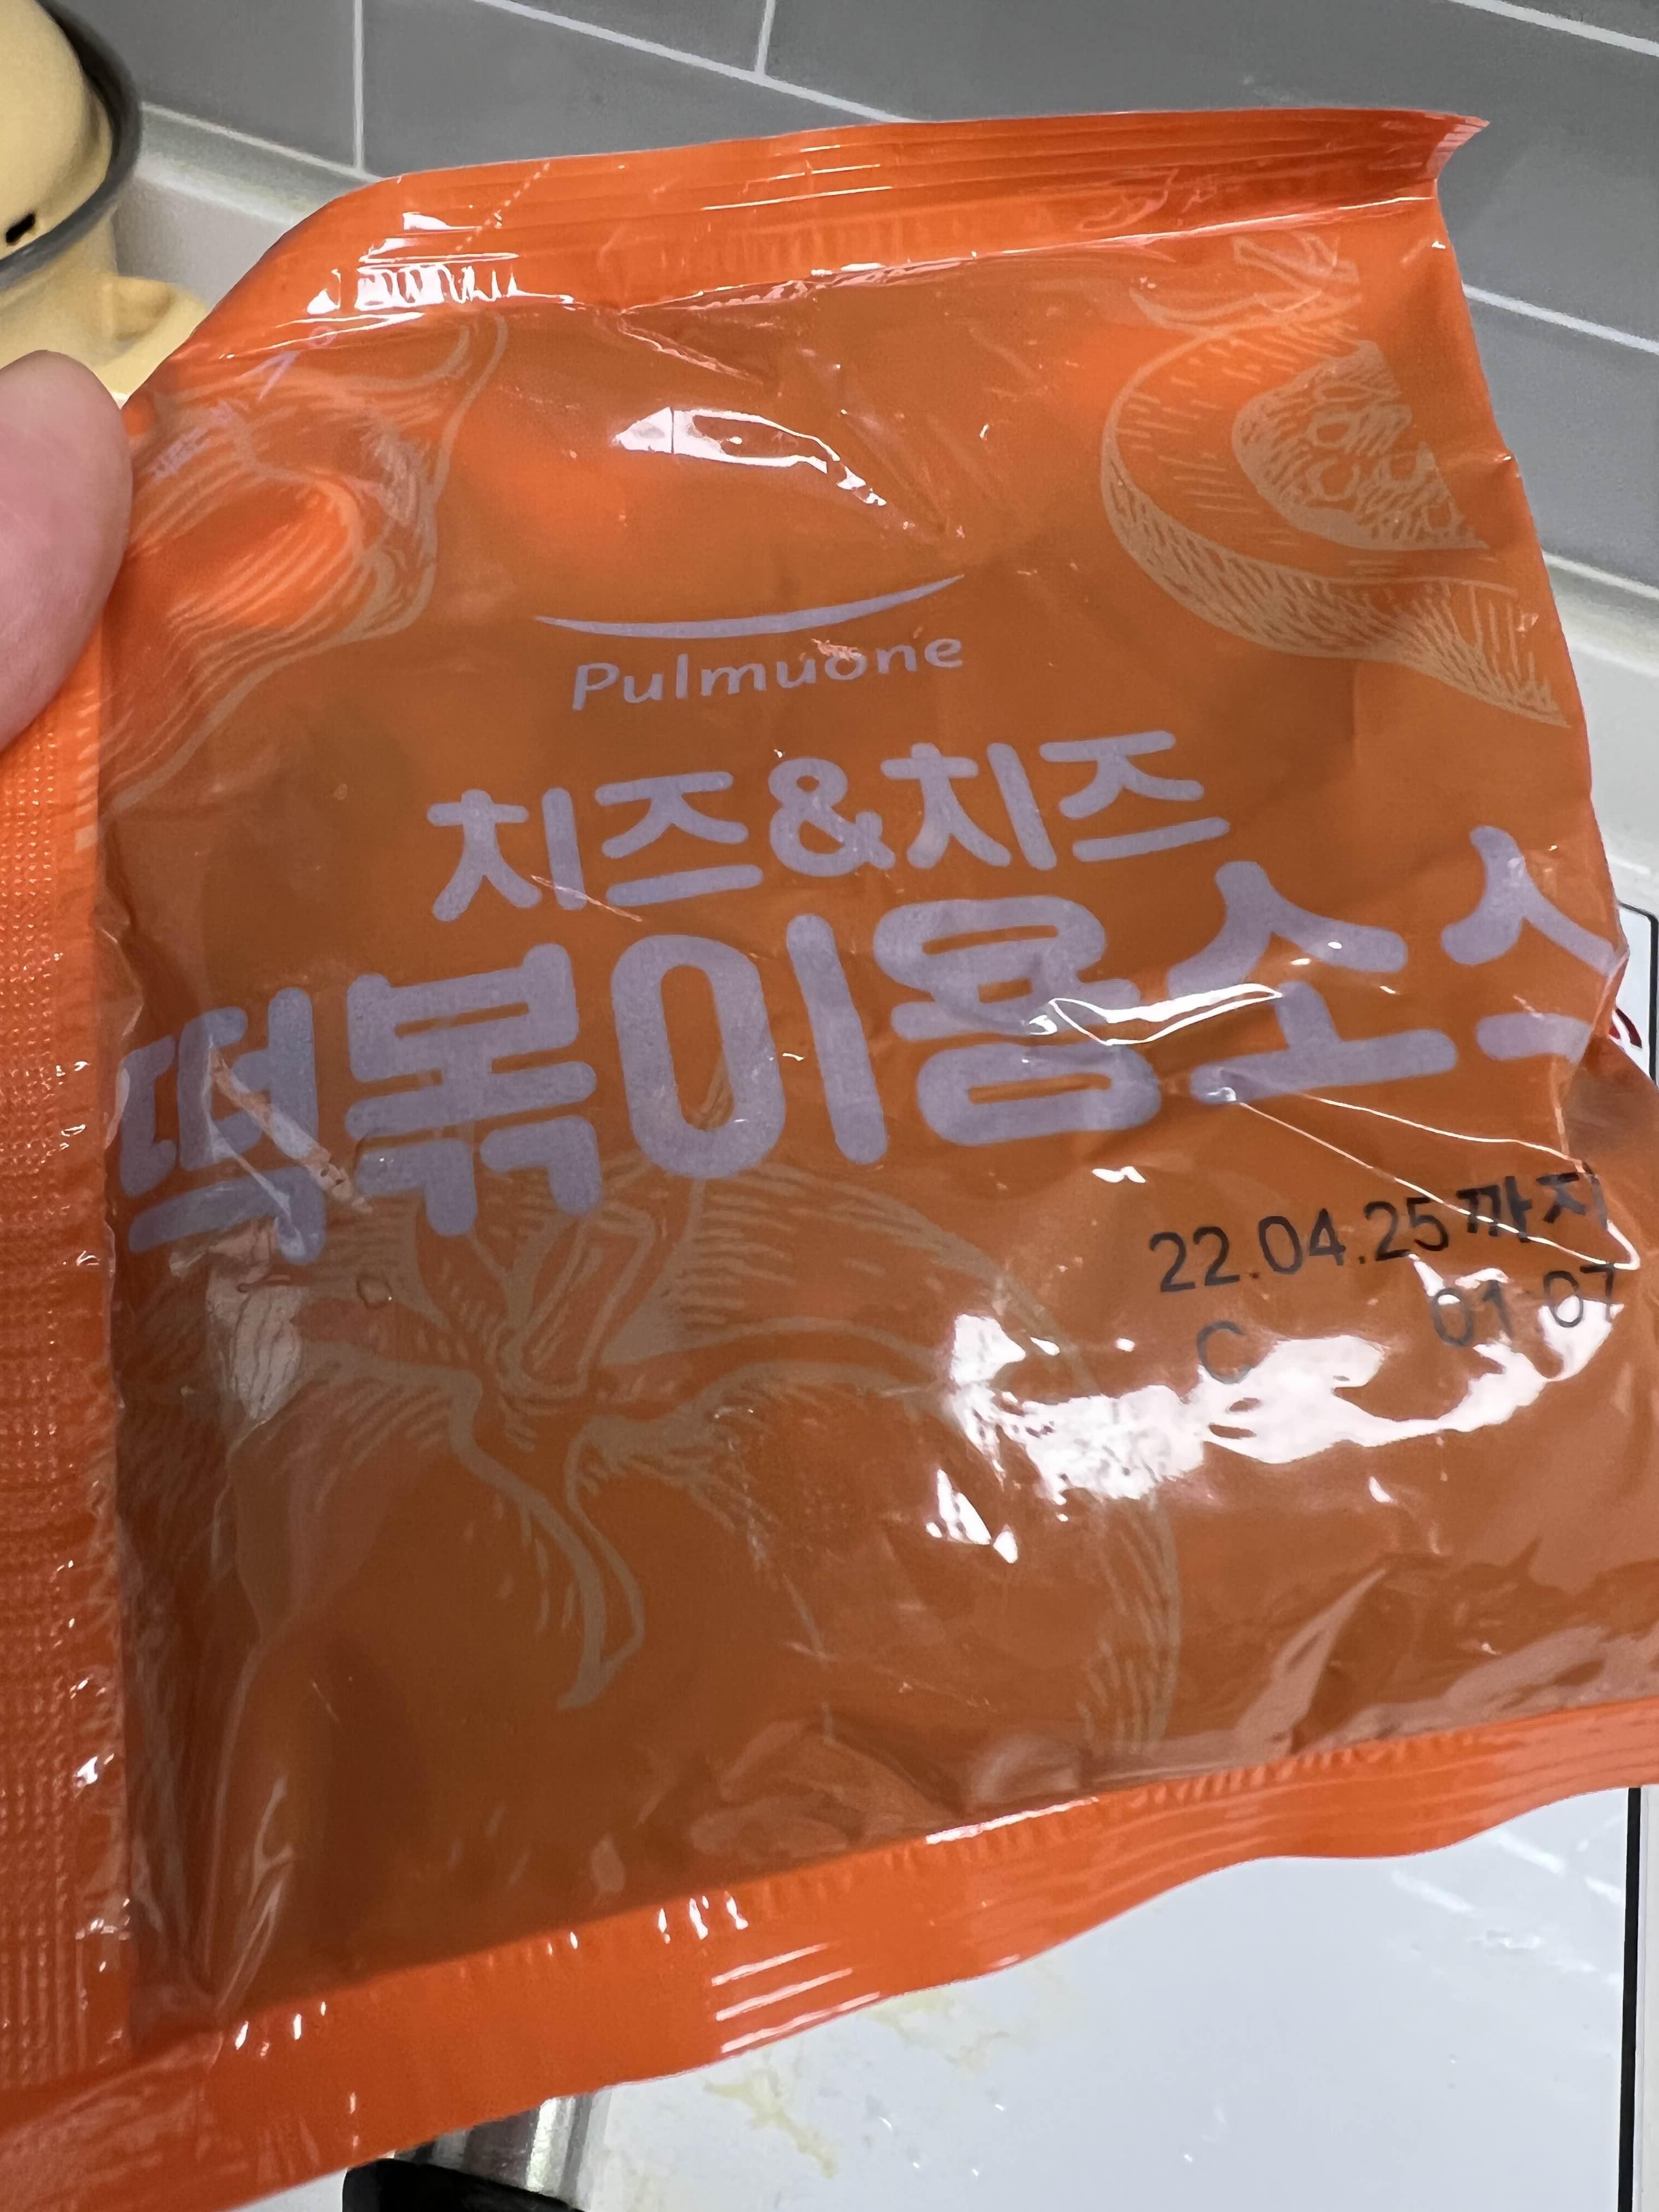 Pulmuone
치즈&치즈
떡볶이용소스
22.04.25까지
C 01 07